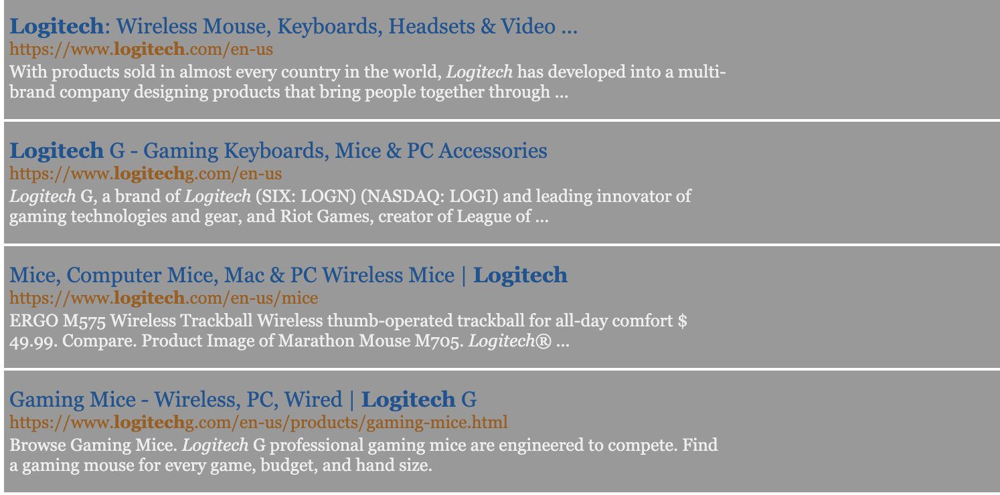 Logitech: Wireless Mouse, Keyboards, Headsets & Video ...
https://www.logitech.com/en-us
With products sold in almost every country in the world, Logitech has developed into a multi-
brand company designing products that bring people together through ...
Logitech G - Gaming Keyboards, Mice & PC Accessories
https://www.logitechg.com/en-us
Logitech G, a brand of Logitech (SIX: LOGN) (NASDAQ: LOGI) and leading innovator of
gaming technologies and gear, and Riot Games, creator of League of ...
Mice, Computer Mice, Mac & PC Wireless Mice | Logitech
https://www.logitech.com/en-us/mice
ERGO M575 Wireless Trackball Wireless thumb-operated trackball for all-day comfort $
49.99. Compare. Product Image of Marathon Mouse M705. Logitech® ...
Gaming Mice - Wireless, PC, Wired | Logitech G
https://www.logitechg.com/en-us/products/gaming-mice.html
Browse Gaming Mice. Logitech G professional gaming mice are engineered to compete. Find
a gaming mouse for every game, budget, and hand size.